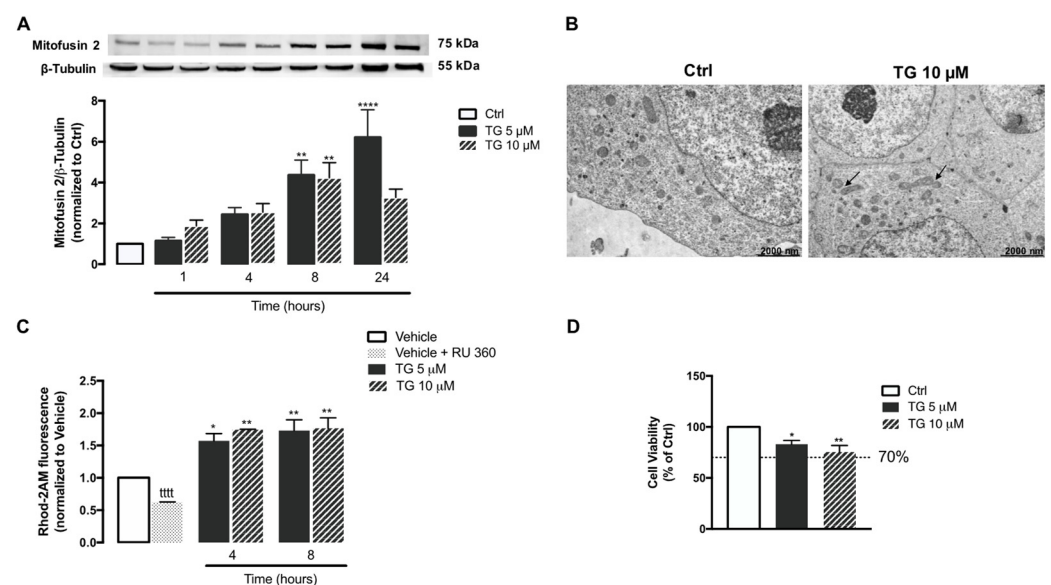 A
Mitofusin 2
75 kDa
β-Tubulin
55 kDa
Mitofusin 2/β-Tubulin
(normalized to Ctrl)
8
6
4
2
0
**
**
****
1
4
8
24
Time (hours)
Ctrl
TG 5 μM
TG 10 μM
B
Ctrl
TG 10 μM
2000 nm
2000 nm
C
Vehicle
Vehicle + RU 360
TG 5 μM
TG 10 μM
Rhod-2AM fluorescence
(normalized to Vehicle)
2.5
2.0
1.5
1.0
0.5
0.0
tttt
*
**
**
**
4
8
Time (hours)
D
Cell Viability
(% of Ctrl)
150
100
50
0
*
**
70%
Ctrl
TG 5 μM
TG 10 μM